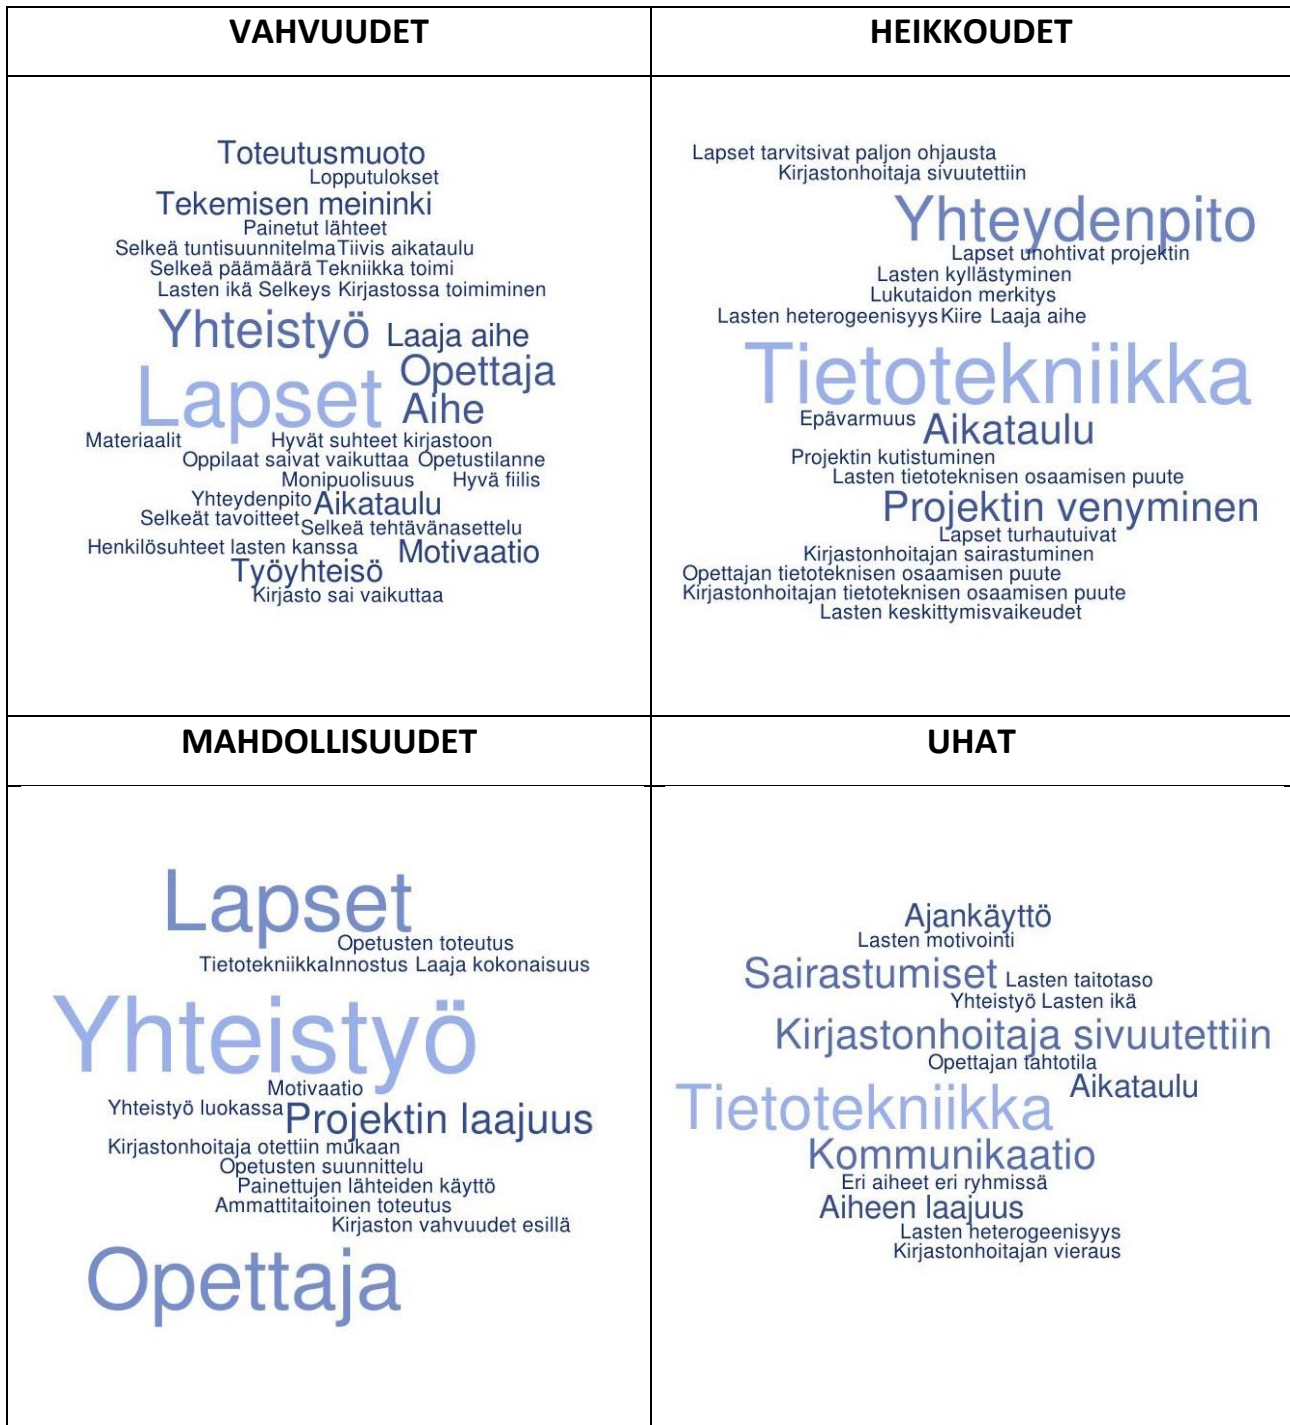 VAHVUUDET
HEIKKOUDET
Toteutusmuoto
Lopputulokset
Tekemisen meininki
Painetut lähteet
Selkeä tuntisuunnitelma Tiivis aikataulu
Selkeä päämäärä Tekniikka toimi
Lasten ikä Selkeys Kirjastossa toimiminen
Yhteistyö Laaja aihe
Lapset Opettaja
Aihe
Materiaalit Hyvät suhteet kirjastoon
Oppilaat saivat vaikuttaa Opetustilanne
Monipuolisuus Hyvä fiilis
Yhteydenpito Aikataulu
Selkeät tavoitteet Selkeä tehtävänasettelu
Henkilösuhteet lasten kanssa Motivaatio
Työyhteisö
Kirjasto sai vaikuttaa
Lapset tarvitsivat paljon ohjausta
Kirjastonhoitaja sivuutettiin
Yhteydenpito
Lapset unohtivat projektin
Lasten kyllästyminen
Lukutaidon merkitys
Lasten heterogeenisyys Kiire Laaja aihe
Tietotekniikka
Epävarmuus Aikataulu
Projektin kutistuminen
Lasten tietoteknisen osaamisen puute
Projektin venyminen
Lapset turhautuivat
Kirjastonhoitajan sairastuminen
Opettajan tietoteknisen osaamisen puute
Kirjastonhoitajan tietoteknisen osaamisen puute
Lasten keskittymisvaikeudet
MAHDOLLISUUDET
UHAT
Lapset
Opetusten toteutus
Tietotekniikka Innostus Laaja kokonaisuus
Yhteistyö
Motivaatio
Yhteistyö luokassa Projektin laajuus
Kirjastonhoitaja otettiin mukaan
Opetusten suunnittelu
Painettujen lähteiden käyttö
Ammattitaitoinen toteutus
Kirjaston vahvuudet esillä
Opettaja
Ajankäyttö
Lasten motivointi
Sairastumiset Lasten taitotaso
Yhteistyö Lasten ikä
Kirjastonhoitaja sivuutettiin
Opettajan tahtotila
Tietotekniikka Aikataulu
Kommunikaatio
Eri aiheet eri ryhmissä
Aiheen laajuus
Lasten heterogeenisyys
Kirjastonhoitajan vieraus